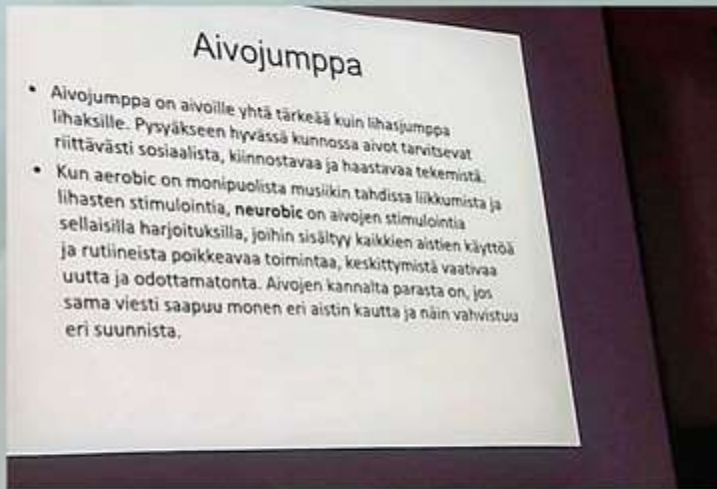 Aivojumppa
• Aivojumppa on aivoille yhtä tärkeää kuin lihasjumppa
lihaksille. Pysyäkseen hyvässä kunnossa aivot tarvitsevat
riittävästi sosiaalista, kiinnostavaa ja haastavaa tekemistä.
• Kun aerobic on monipuolista musiikin tahdissa liikkumista ja
lihasten stimulointia, neurobic on aivojen stimulointia
sellaisilla harjoituksilla, joihin sisältyy kaikkien aistien käyttöä
ja rutiineista poikkeavaa toimintaa, keskittymistä vaativaa
uutta ja odottamatonta. Aivojen kannalta parasta on, jos
sama viesti saapuu monen eri aistin kautta ja näin vahvistuu
eri suunnista.